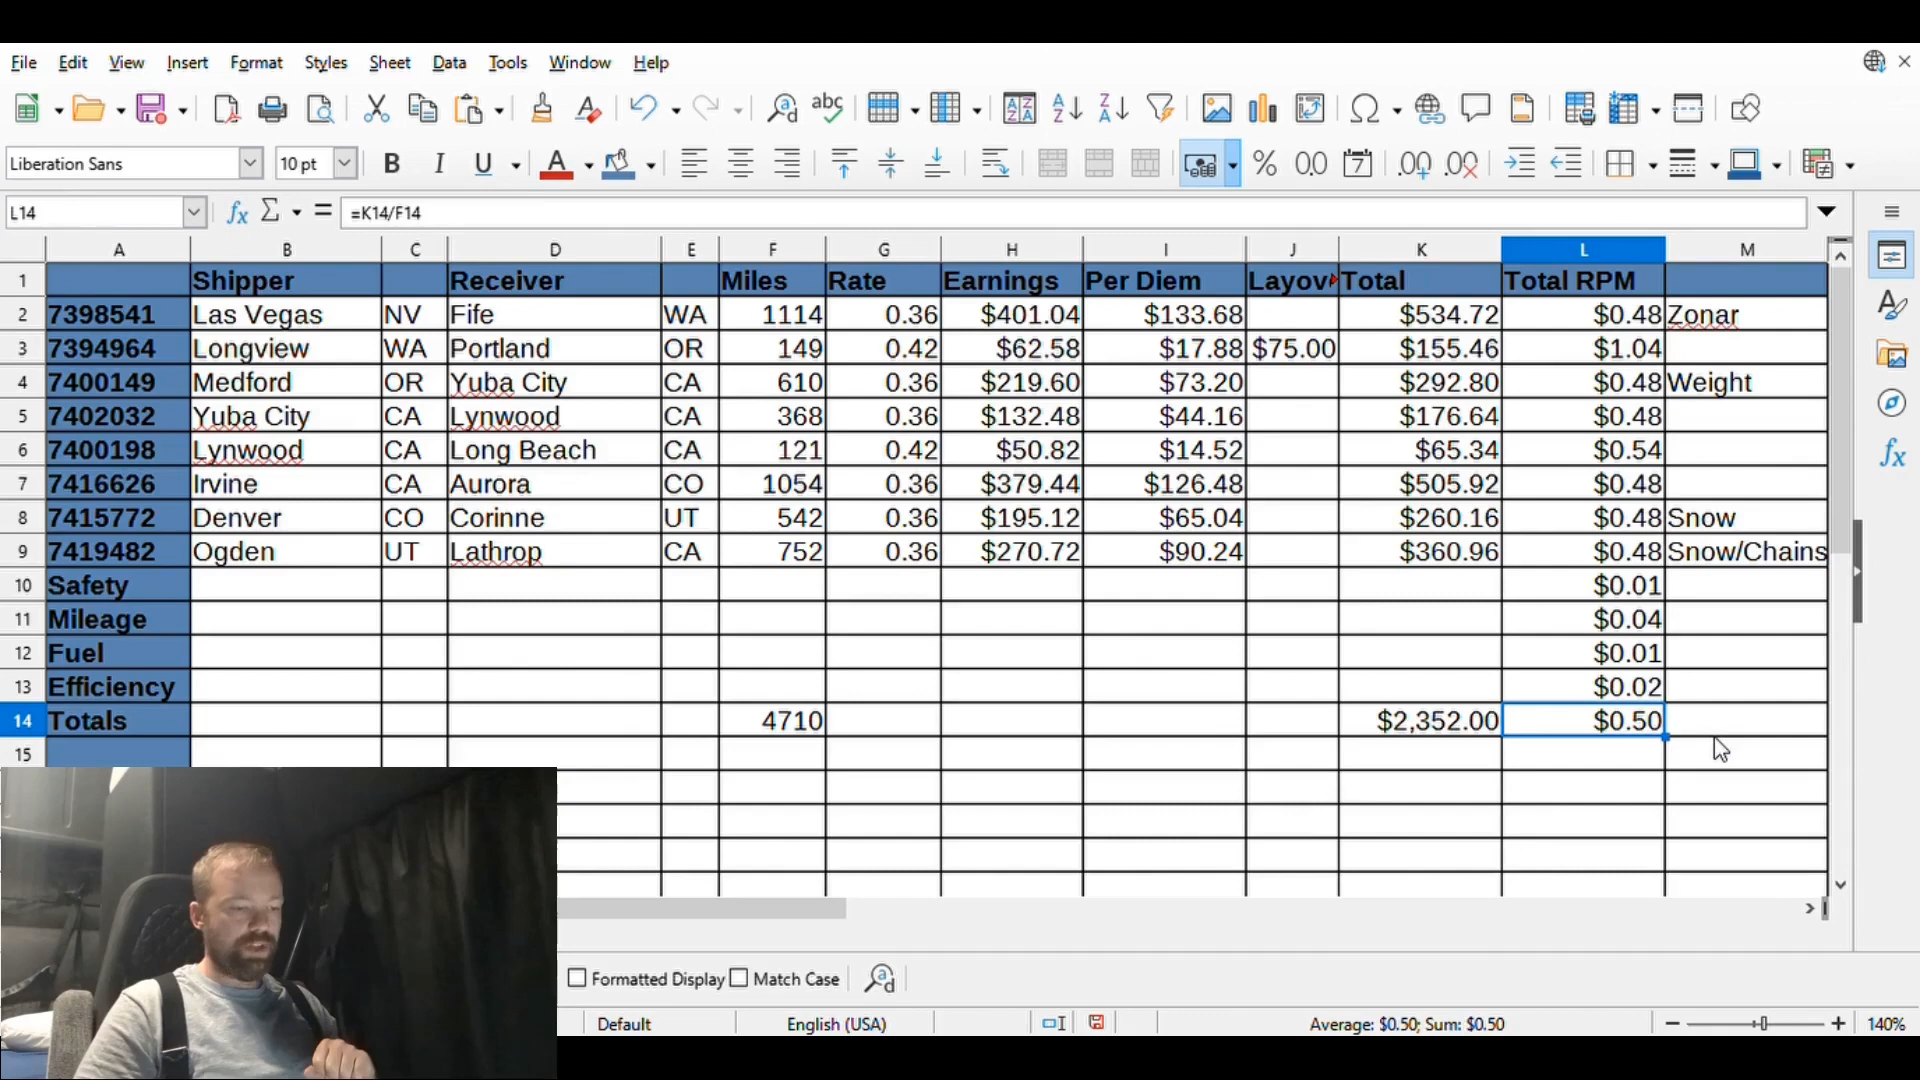 File Edit View Insert Format Styles Sheet Data Tools Window Help
Liberation Sans 10 pt B I U A % 0.0 7 .00 .00
L14 fx Σ = =K14/F14
A B C D E F G H I J K L M
1 Shipper Receiver Miles Rate Earnings Per Diem Layov Total Total RPM
2 7398541 Las Vegas NV Fife WA 1114 0.36 $401.04 $133.68 $534.72 $0.48 Zonar
3 7394964 Longview WA Portland OR 149 0.42 $62.58 $17.88 $75.00 $155.46 $1.04
4 7400149 Medford OR Yuba City CA 610 0.36 $219.60 $73.20 $292.80 $0.48 Weight
5 7402032 Yuba City CA Lynwood CA 368 0.36 $132.48 $44.16 $176.64 $0.48
6 7400198 Lynwood CA Long Beach CA 121 0.42 $50.82 $14.52 $65.34 $0.54
7 7416626 Irvine CA Aurora CO 1054 0.36 $379.44 $126.48 $505.92 $0.48
8 7415772 Denver CO Corinne UT 542 0.36 $195.12 $65.04 $260.16 $0.48 Snow
9 7419482 Ogden UT Lathrop CA 752 0.36 $270.72 $90.24 $360.96 $0.48 Snow/Chains
10 Safety $0.01
11 Mileage $0.04
12 Fuel $0.01
13 Efficiency $0.02
14 Totals 4710 $2,352.00 $0.50
15
Formatted Display Match Case
Default English (USA) Average: $0.50; Sum: $0.50 140%